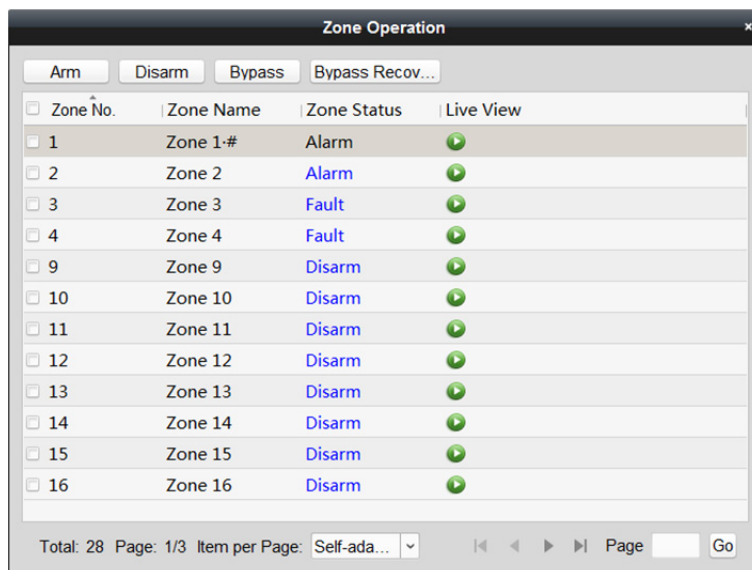 Zone Operation ×
Arm Disarm Bypass Bypass Recov...
Zone No. Zone Name Zone Status Live View
1 Zone 1·# Alarm
2 Zone 2 Alarm
3 Zone 3 Fault
4 Zone 4 Fault
9 Zone 9 Disarm
10 Zone 10 Disarm
11 Zone 11 Disarm
12 Zone 12 Disarm
13 Zone 13 Disarm
14 Zone 14 Disarm
15 Zone 15 Disarm
16 Zone 16 Disarm
Total: 28 Page: 1/3 Item per Page: Self-ada... Page Go